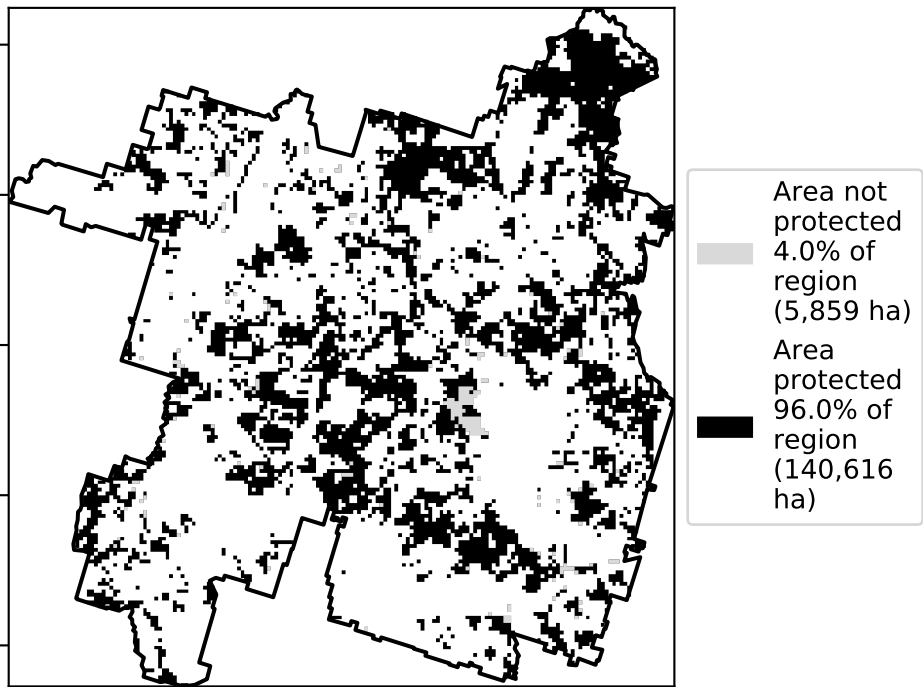 Area not
protected
4.0% of
region
(5,859 ha)
Area
protected
96.0% of
region
(140,616
ha)